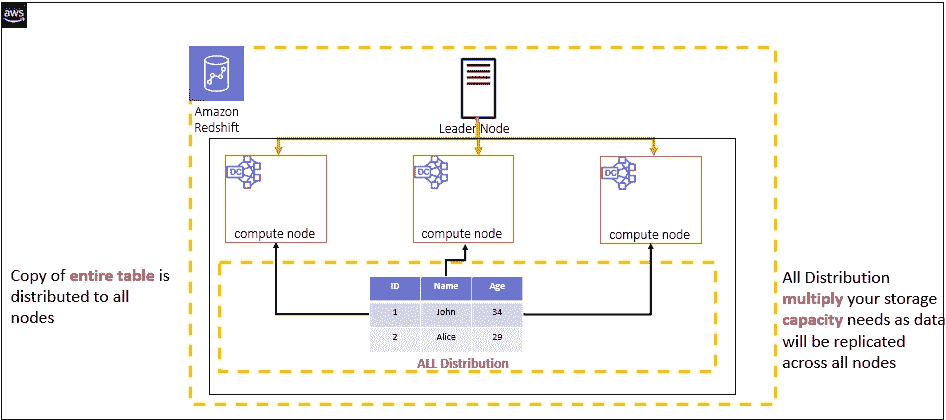 aws
Amazon
Redshift
Leader Node
DC
DC
DC
compute node
compute node
compute node
Copy of entire table is
distributed to all
nodes
ID Name Age
1 John 34
2 Alice 29
ALL Distribution
All Distribution
multiply your storage
capacity needs as data
will be replicated
across all nodes